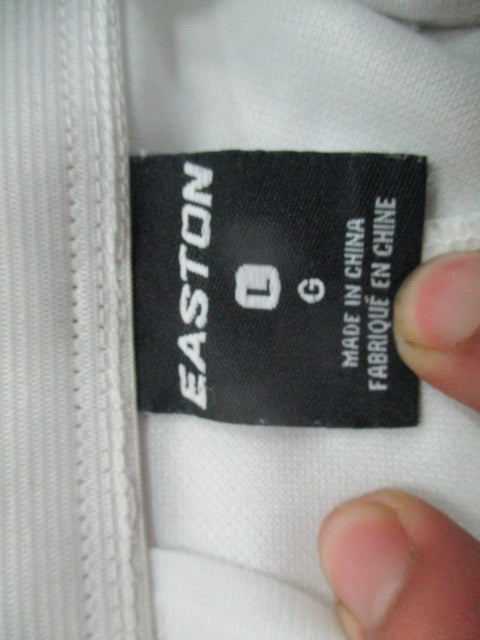 EASTON
L
G
MADE IN CHINA
FABRIQUÉ EN CHINE